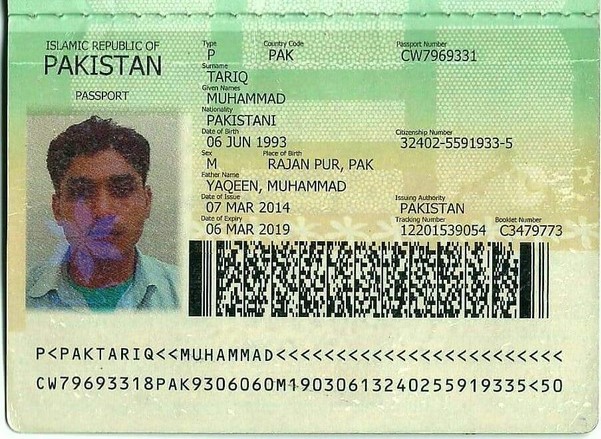 ISLAMIC REPUBLIC OF
PAKISTAN
PASSPORT
Type Country Code Passport Number
P PAK CW7969331
Surname
TARIQ
Given Names
MUHAMMAD
Nationality
PAKISTANI
Date of Birth Citizenship Number
06 JUN 1993 32402-5591933-5
Sex Place of Birth
M RAJAN PUR, PAK
Father Name
YAQEEN, MUHAMMAD
Date of Issue Issuing Authority
07 MAR 2014 PAKISTAN
Date of Expiry Tracking Number Booklet Number
06 MAR 2019 12201539054 C3479773
P<PAKTARIQ<<MUHAMMAD<<<<<<<<<<<<<<<<<<<<<<<<
CW79693318PAK9306060M19030613240255919335<50